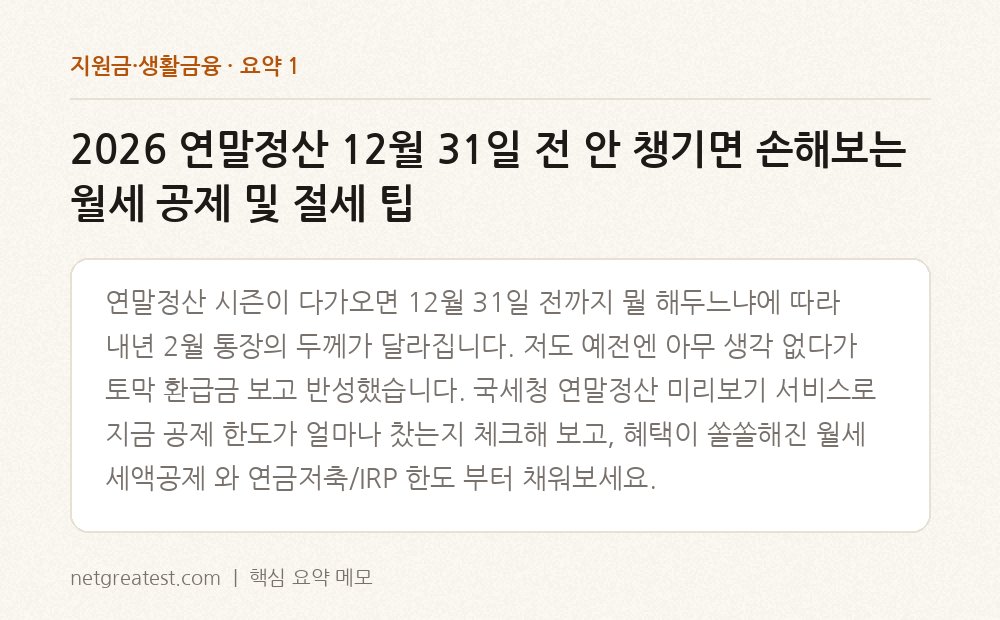 지원금·생활금융 · 요약 1
2026 연말정산 12월 31일 전 안 챙기면 손해보는
월세 공제 및 절세 팁
연말정산 시즌이 다가오면 12월 31일 전까지 뭘 해두느냐에 따라
내년 2월 통장의 두께가 달라집니다. 저도 예전엔 아무 생각 없다가
토막 환급금 보고 반성했습니다. 국세청 연말정산 미리보기 서비스로
지금 공제 한도가 얼마나 찼는지 체크해 보고, 혜택이 쏠쏠해진 월세
세액공제 와 연금저축/IRP 한도 부터 채워보세요.
netgreatest.com | 핵심 요약 메모